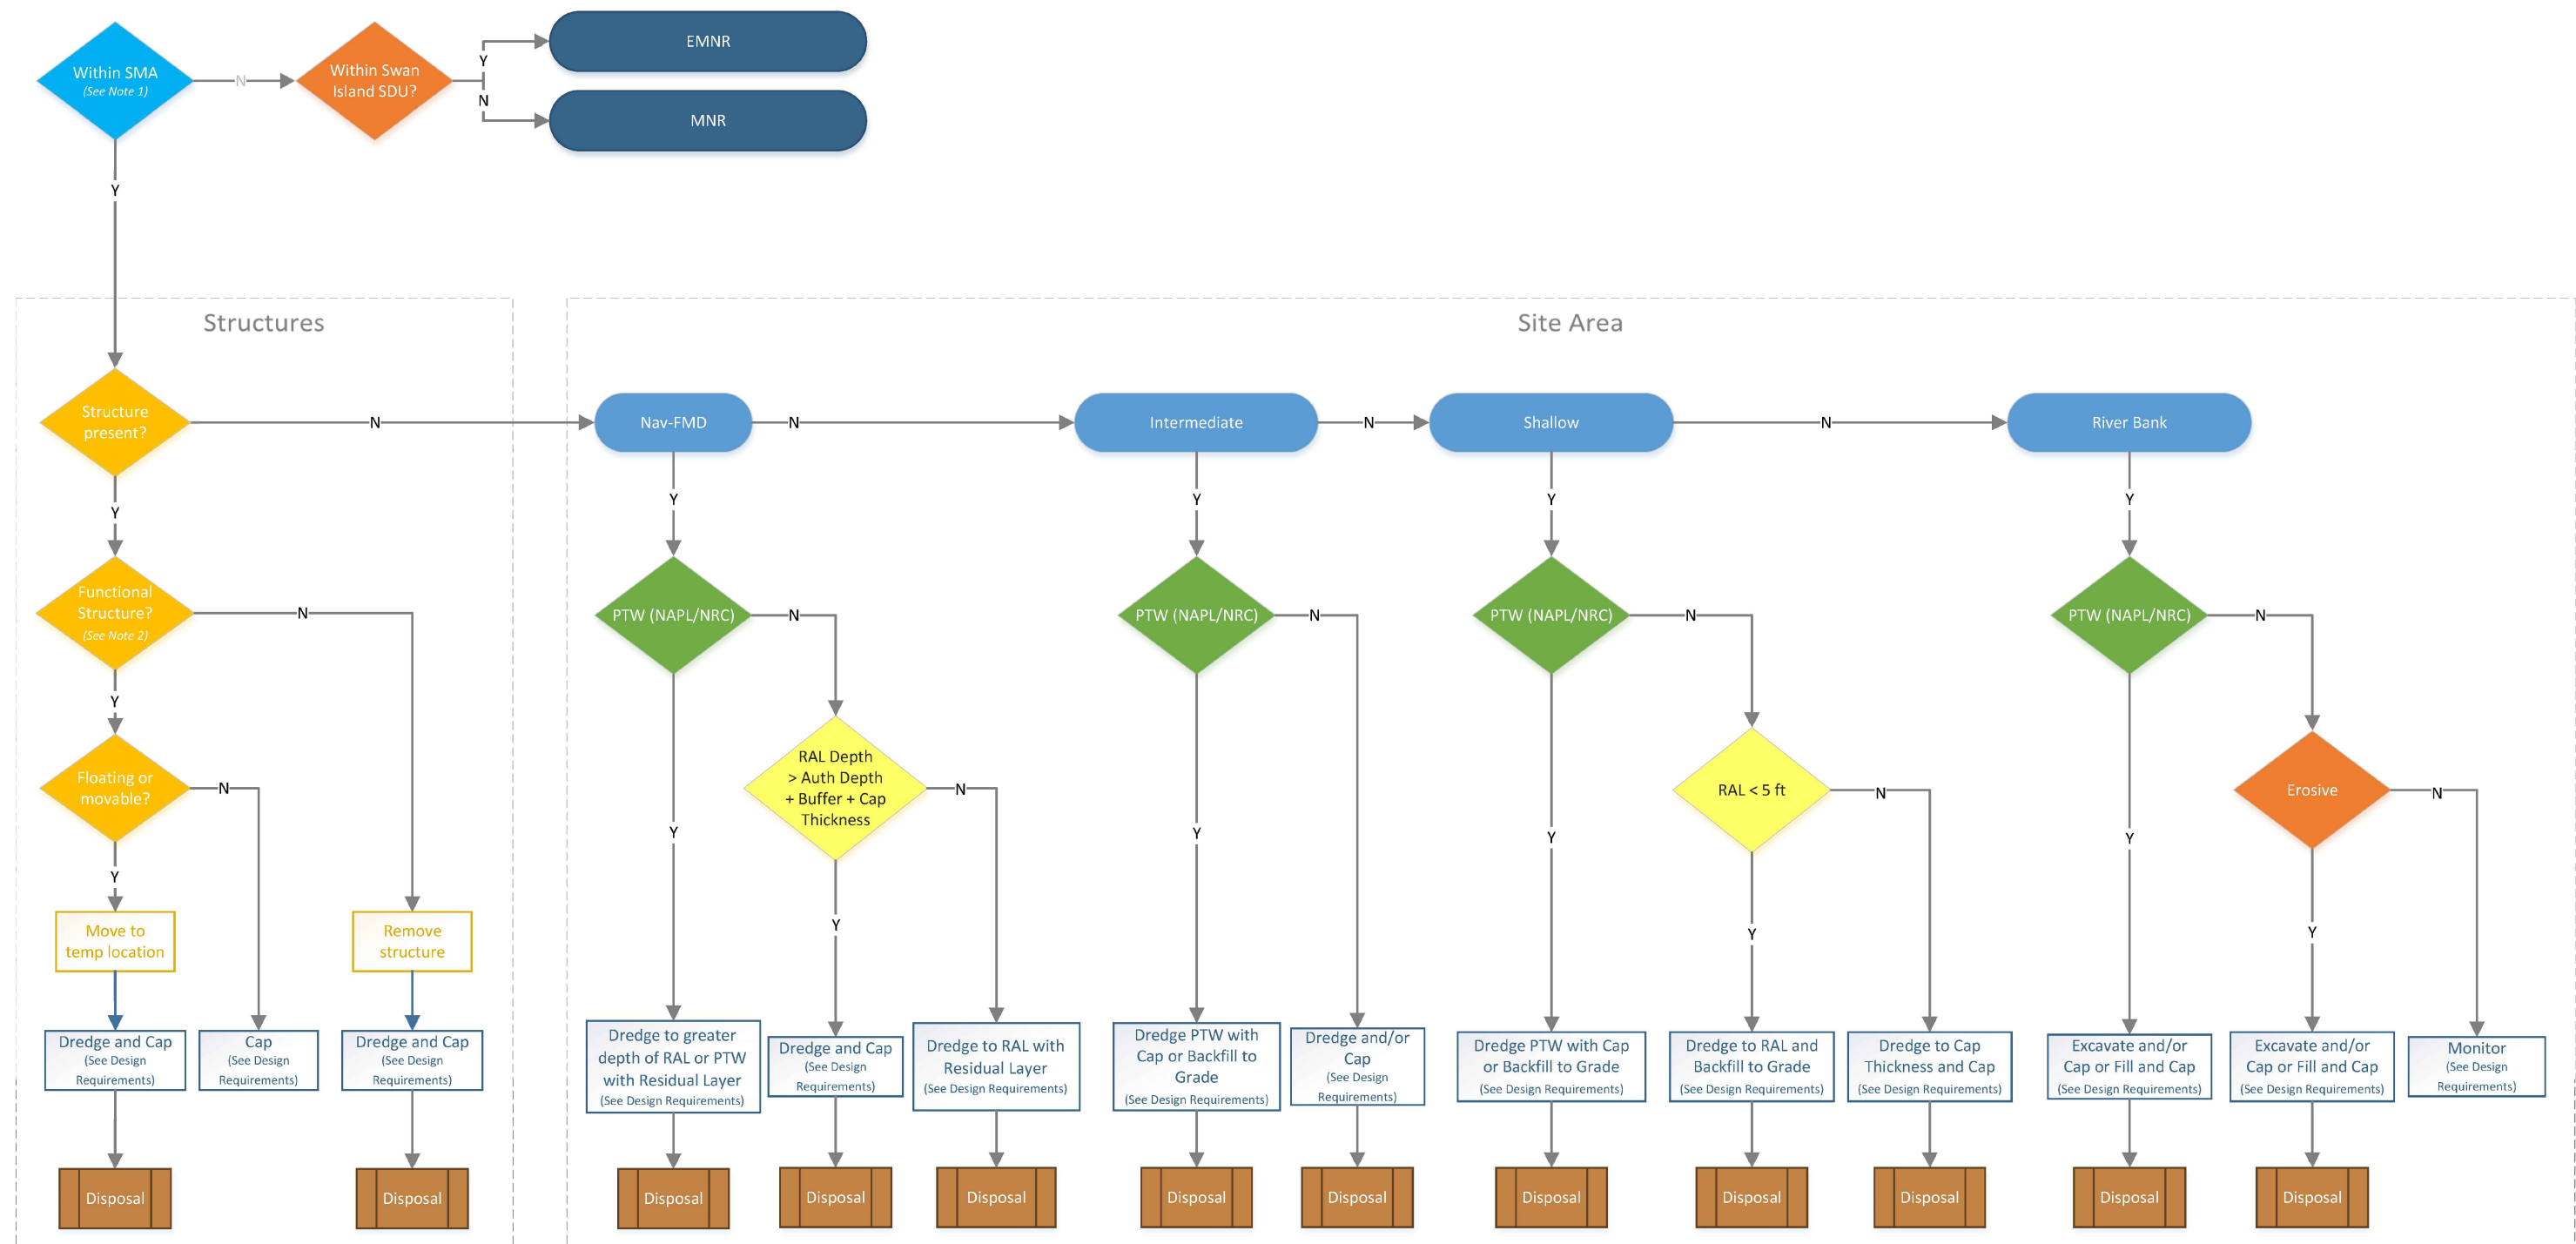 Within SMA
(See Note 1)
N
Within Swan
Island SDU?
Y
N
EMNR
MNR
Y
Structures
Structure
present?
N
Y
Functional
Structure?
(See Note 2)
N
Y
Floating or
movable?
N
Y
Move to
temp location
Remove
structure
Dredge and Cap
(See Design
Requirements)
Cap
(See Design
Requirements)
Dredge and Cap
(See Design
Requirements)
Disposal
Disposal
Site Area
Nav-FMD
N
Intermediate
N
Shallow
N
River Bank
Y
Y
Y
Y
PTW (NAPL/NRC)
N
PTW (NAPL/NRC)
N
PTW (NAPL/NRC)
N
PTW (NAPL/NRC)
N
RAL Depth
> Auth Depth
+ Buffer + Cap
Thickness
N
RAL < 5 ft
N
Erosive
N
Y
Y
Y
Y
Y
Y
Y
Dredge to greater
depth of RAL or PTW
with Residual Layer
(See Design Requirements)
Dredge and Cap
(See Design
Requirements)
Dredge to RAL with
Residual Layer
(See Design Requirements)
Dredge PTW with
Cap or Backfill to
Grade
(See Design Requirements)
Dredge and/or
Cap
(See Design
Requirements)
Dredge PTW with Cap
or Backfill to Grade
(See Design Requirements)
Dredge to RAL and
Backfill to Grade
(See Design Requirements)
Dredge to Cap
Thickness and Cap
(See Design Requirements)
Excavate and/or
Cap or Fill and Cap
(See Design Requirements)
Excavate and/or
Cap or Fill and Cap
(See Design Requirements)
Monitor
(See Design
Requirements)
Disposal
Disposal
Disposal
Disposal
Disposal
Disposal
Disposal
Disposal
Disposal
Disposal